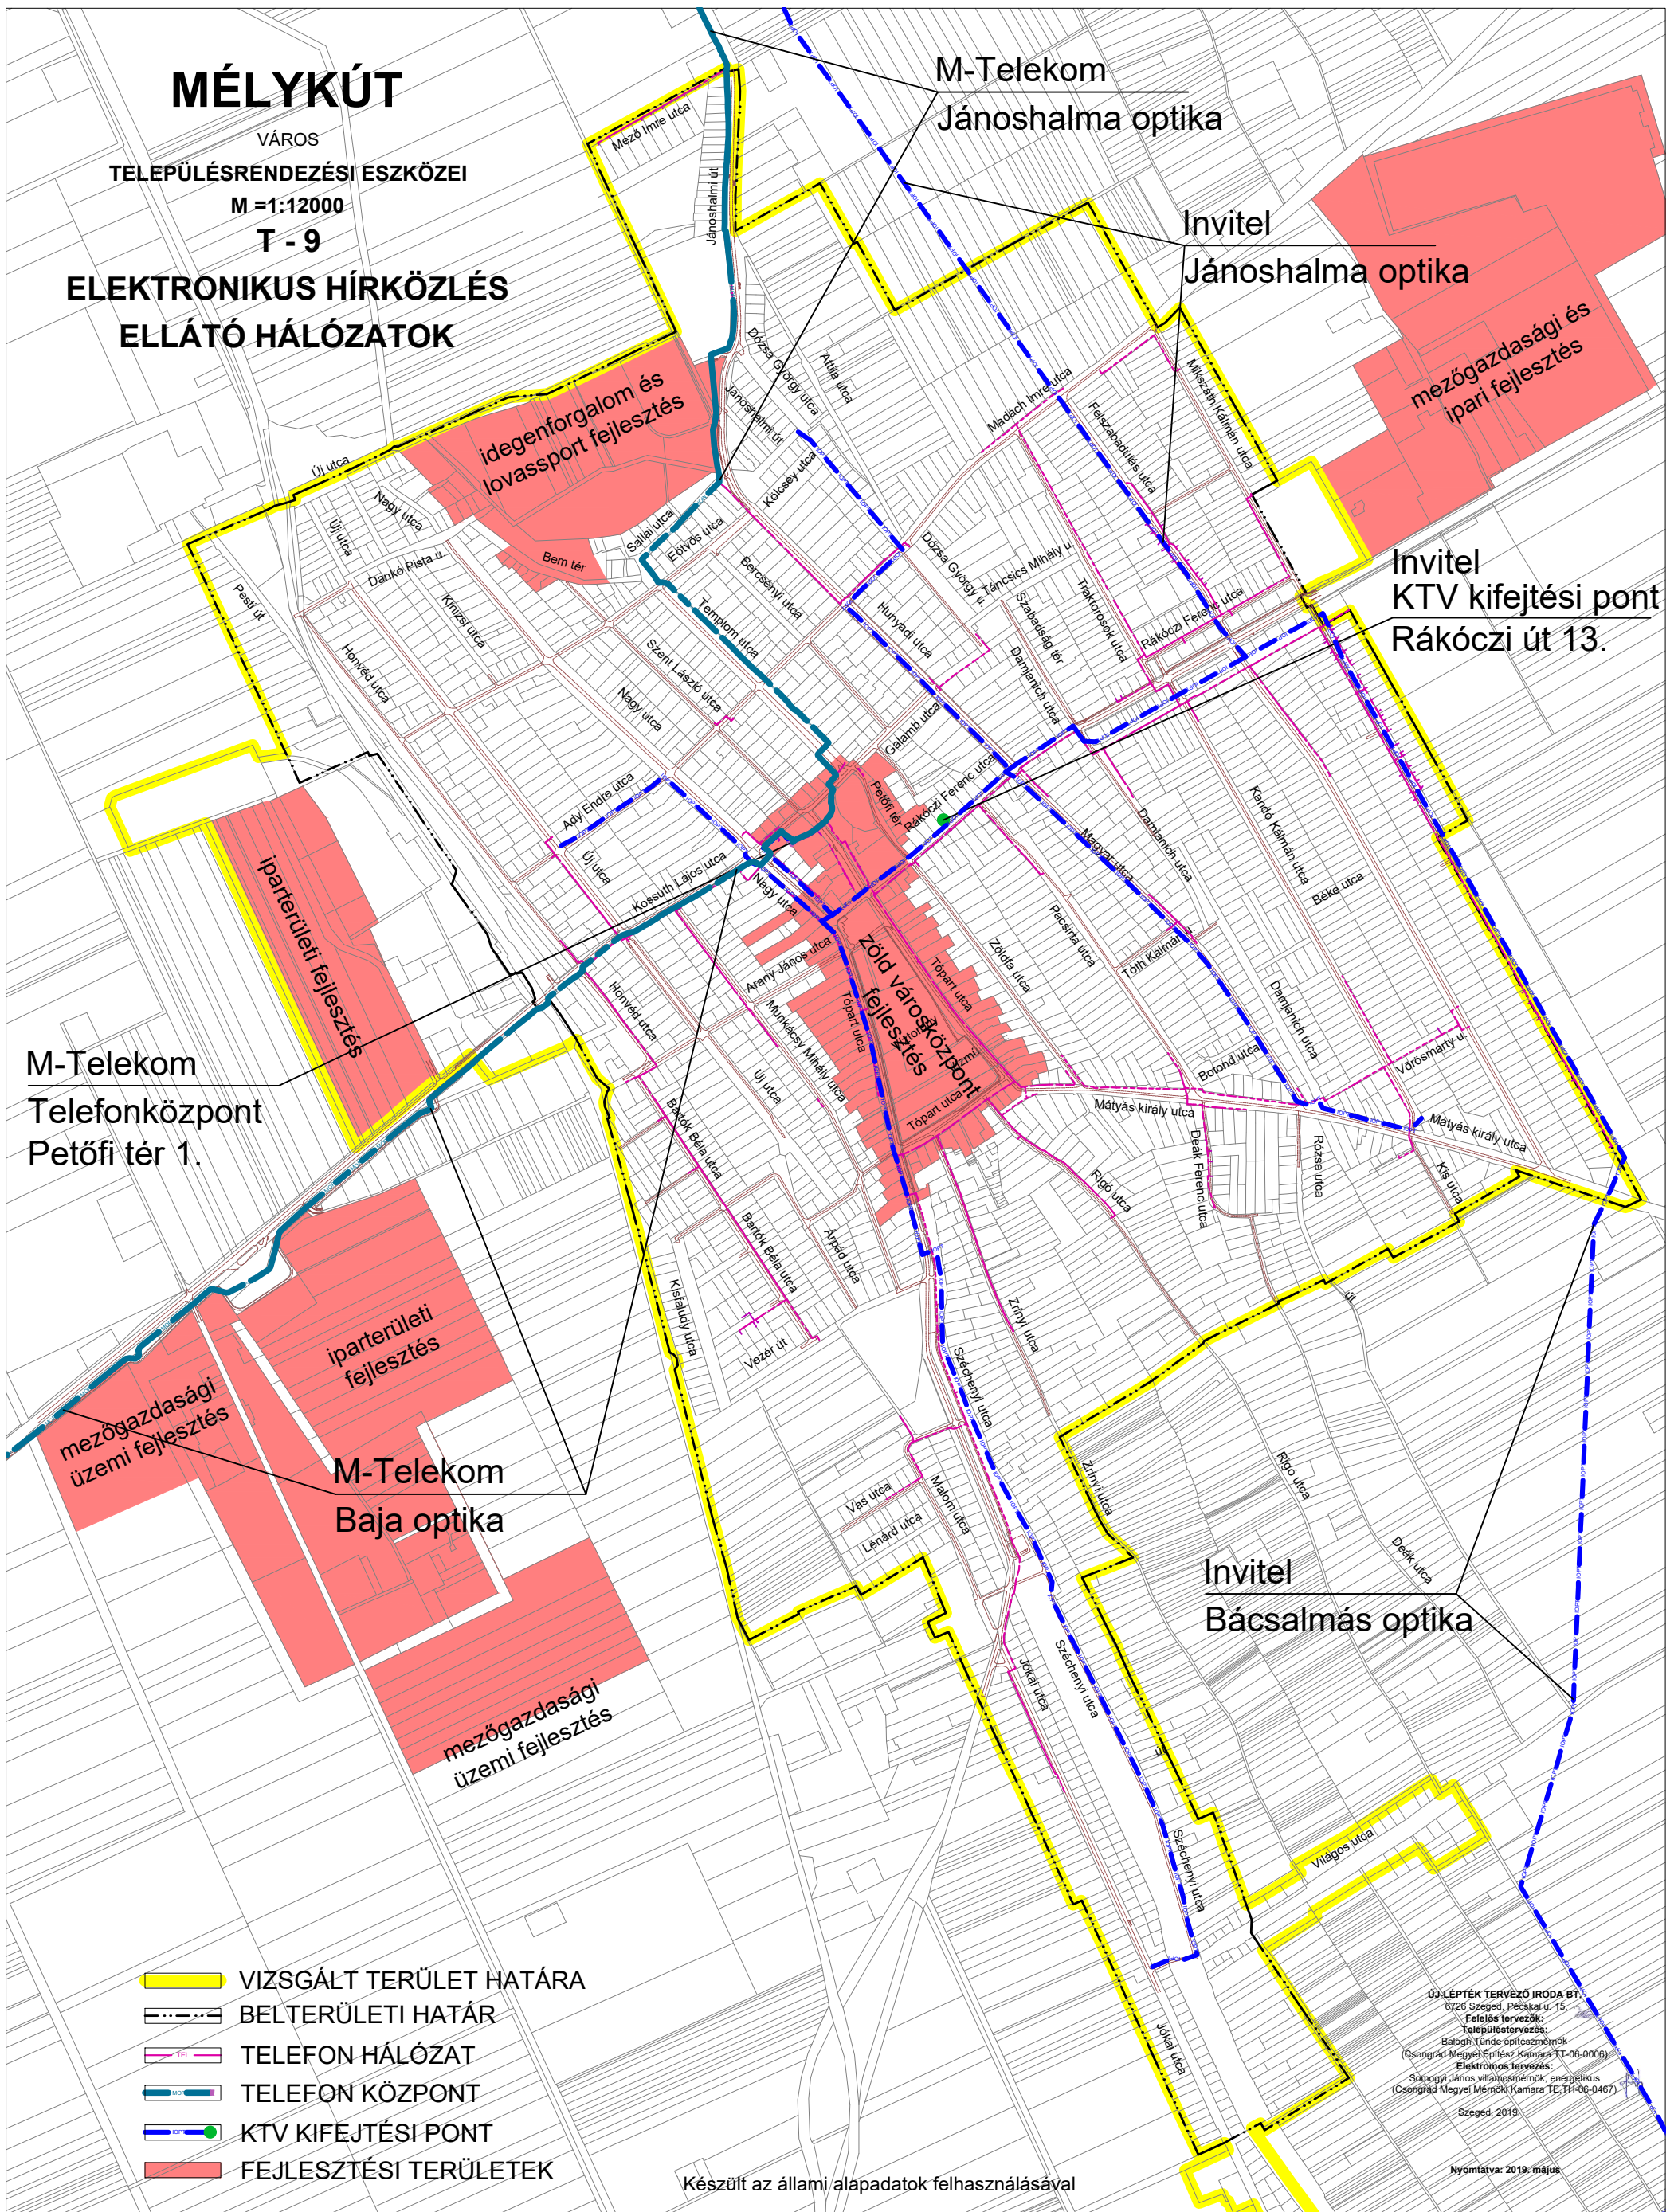 MÉLYKÚT
VÁROS
TELEPÜLÉSRENDEZÉSI ESZKÖZEI
M =1:12000
T - 9
ELEKTRONIKUS HÍRKÖZLÉS
ELLÁTÓ HÁLÓZATOK
M-Telekom
Jánoshalma optika
Invitel
Jánoshalma optika
Invitel
KTV kifejtési pont
Rákóczi út 13.
mezőgazdasági és
ipari fejlesztés
idegenforgalom és
lovassport fejlesztés
Mező Imre utca
Jánoshalmi út
Dózsa György utca
Attila utca
Jánoshalmi út
Kölcsey utca
Madách Imre utca
Felszabadulás utca
Mikszáth Kálmán utca
Új utca
Nagy utca
Új utca
Dankó Pista u.
Bem tér
Sallai utca
Eötvös utca
Bercsényi utca
Pesti út
Kinizsi utca
Templom utca
Hunyadi utca
Dózsa György u.
Táncsics Mihály u.
Szabadság tér
Traktorosok utca
Rákóczi Ferenc utca
Honvéd utca
Szent László utca
Nagy utca
Damjanich utca
Galamb utca
Petőfi tér
Rákóczi Ferenc utca
Ady Endre utca
Új utca
Kossuth Lajos utca
Nagy utca
Magyar utca
Damjanich utca
Kandó Kálmán utca
Béke utca
Pacsirta utca
Tóth Kálmán u.
Zöldfa utca
Arany János utca
Tópart utca
Tópart utca
zöld városközpont
fejlesztés
Tópart utca
iparterületi fejlesztés
Honvéd utca
Munkácsy Mihály utca
Új utca
Damjanich utca
Botond utca
Vörösmarty u.
Mátyás király utca
Mátyás király utca
M-Telekom
Telefonközpont
Petőfi tér 1.
Bartók Béla utca
Bartók Béla utca
Árpád utca
Kisfaludy utca
Vezér út
Rigó utca
Deák Ferenc utca
Rózsa utca
Kis utca
út
Zrínyi utca
Széchenyi utca
iparterületi
fejlesztés
mezőgazdasági
üzemi fejlesztés
M-Telekom
Baja optika
Vas utca
Lénárd utca
Malom utca
Zrínyi utca
Rigó utca
Deák utca
Invitel
Bácsalmás optika
mezőgazdasági
üzemi fejlesztés
Jókai utca
Széchenyi utca
Széchenyi utca
Világos utca
Jókai utca
VIZSGÁLT TERÜLET HATÁRA
BELTERÜLETI HATÁR
TEL
TELEFON HÁLÓZAT
TELEFON KÖZPONT
KTV KIFEJTÉSI PONT
FEJLESZTÉSI TERÜLETEK
Készült az állami alapadatok felhasználásával
ÚJ-LÉPTÉK TERVEZŐ IRODA BT.
6726 Szeged, Pécskai u. 15.
Felelős tervezők:
Településtervezés:
Balogh Tünde építészmérnök
(Csongrád Megyei Építész Kamara TT-06-0006)
Elektromos tervezés:
Somogyi János villamosmérnök, energetikus
(Csongrád Megyei Mérnöki Kamara TE,TH-06-0467)
Szeged, 2019.
Nyomtatva: 2019. május